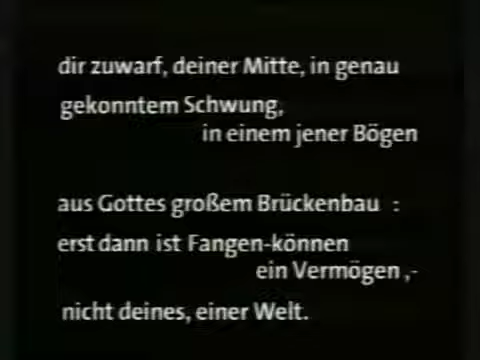 dir zuwarf, deiner Mitte, in genau
gekonntem Schwung,
in einem jener Bögen
aus Gottes großem Brückenbau :
erst dann ist Fangen-können
ein Vermögen ,-
nicht deines, einer Welt.